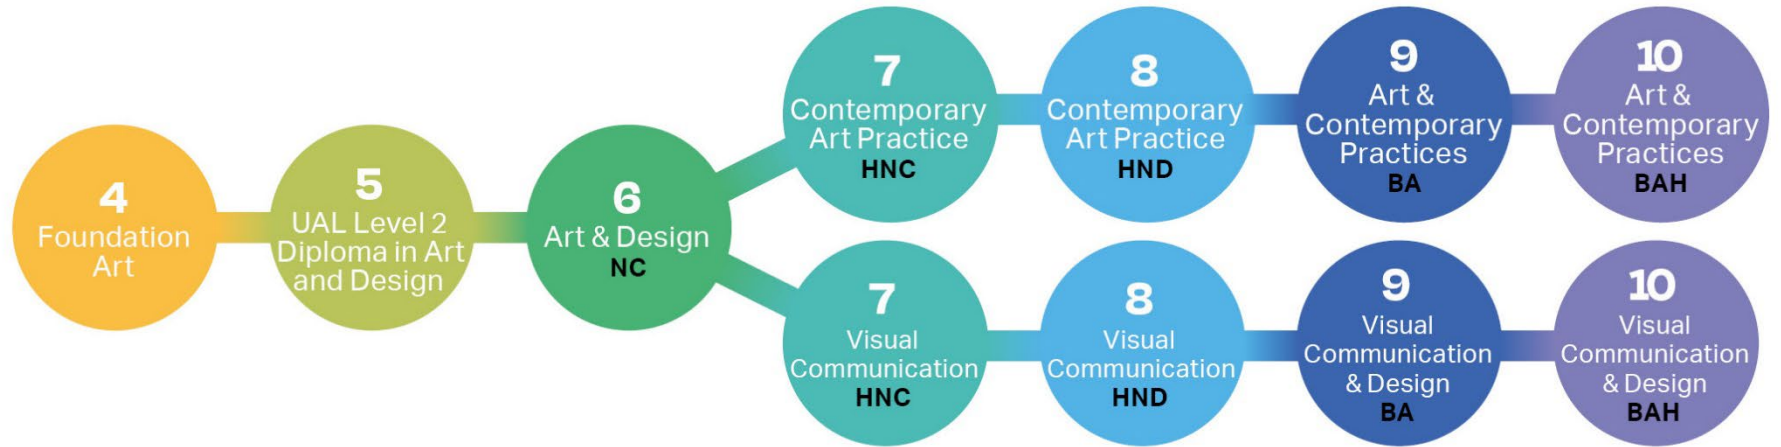 4
Foundation
Art
5
UAL Level 2
Diploma in Art
and Design
6
Art & Design
NC
7
Contemporary
Art Practice
HNC
8
Contemporary
Art Practice
HND
9
Art &
Contemporary
Practices
BA
10
Art &
Contemporary
Practices
BAH
7
Visual
Communication
HNC
8
Visual
Communication
HND
9
Visual
Communication
& Design
BA
10
Visual
Communication
& Design
BAH